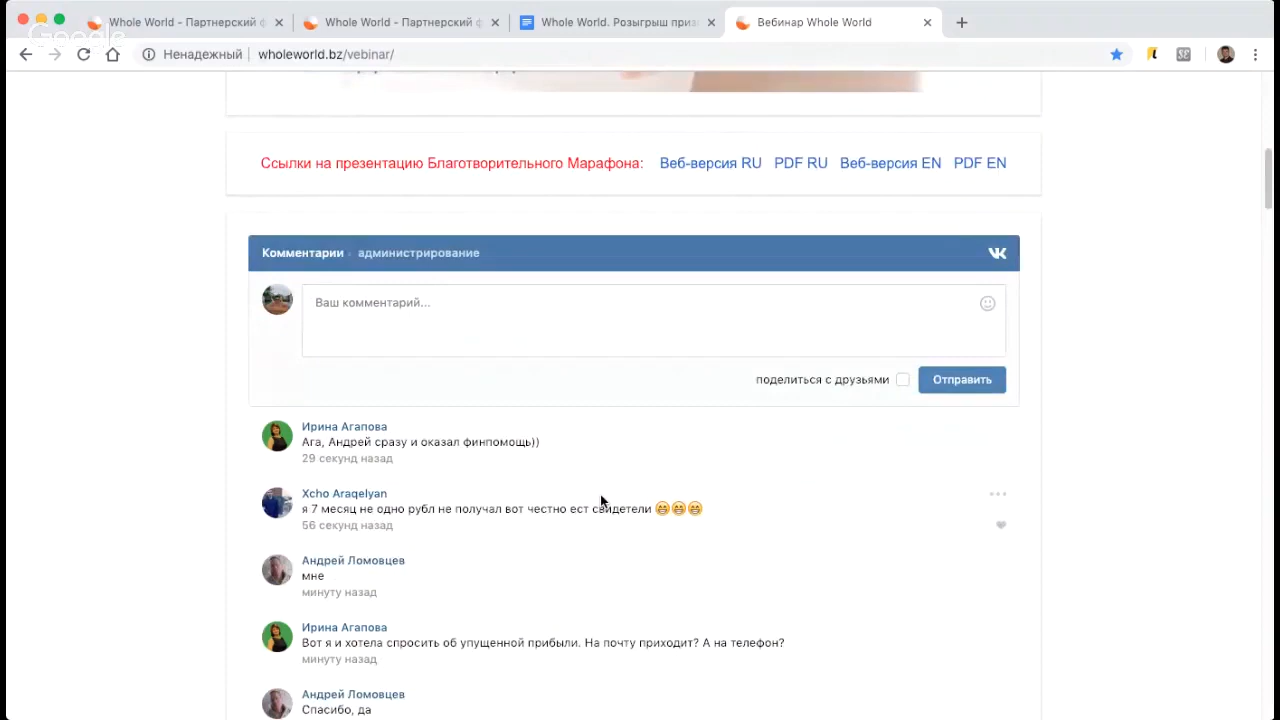 Whole World - Партнерский ф
Whole World - Партнерский ф
Whole World. Розыгрыш приз
Вебинар Whole World
Google
Ненадежный
wholeworld.bz/vebinar/
Ссылки на презентацию Благотворительного Марафона: Веб-версия RU PDF RU Веб-версия EN PDF EN
Комментарии · администрирование
Ваш комментарий...
поделиться с друзьями
Отправить
Ирина Агапова
Ага, Андрей сразу и оказал финпомощь))
29 секунд назад
Xcho Araqelyan
я 7 месяц не одно рубл не получал вот честно ест свидетели 😁😁😁
56 секунд назад
Андрей Ломовцев
мне
минуту назад
Ирина Агапова
Вот я и хотела спросить об упущенной прибыли. На почту приходит? А на телефон?
минуту назад
Андрей Ломовцев
Спасибо, да